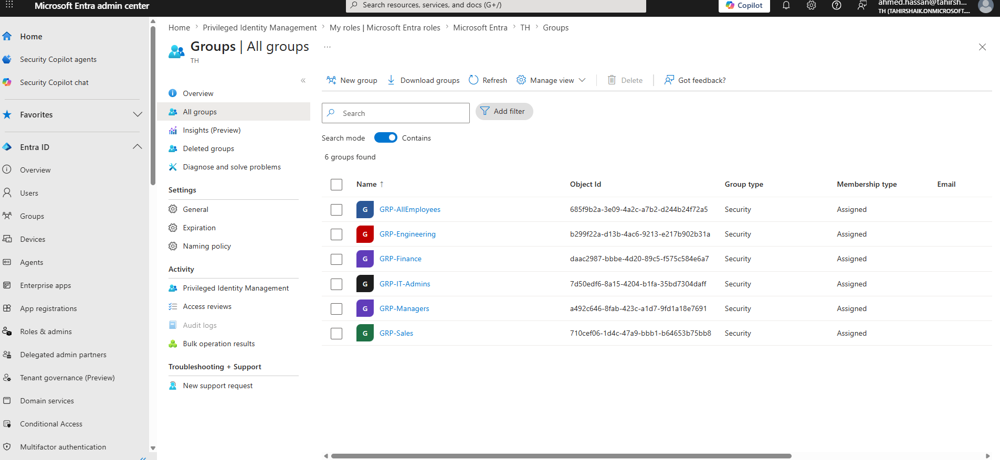 Microsoft Entra admin center
Search resources, services, and docs (G+/)
Copilot
ahmed.hassan@tahirsh...
TH (TAHIRSHAIK.ONMICROSOFT....
Home
Security Copilot agents
Security Copilot chat
Favorites
Entra ID
Overview
Users
Groups
Devices
Agents
Enterprise apps
App registrations
Roles & admins
Delegated admin partners
Tenant governance (Preview)
Domain services
Conditional Access
Multifactor authentication
Home > Privileged Identity Management > My roles | Microsoft Entra roles > Microsoft Entra > TH > Groups
Groups | All groups ...
TH
Overview
All groups
Insights (Preview)
Deleted groups
Diagnose and solve problems
Settings
General
Expiration
Naming policy
Activity
Privileged Identity Management
Access reviews
Audit logs
Bulk operation results
Troubleshooting + Support
New support request
New group Download groups Refresh Manage view Delete Got feedback?
Search Add filter
Search mode Contains
6 groups found
Name ↑ Object Id Group type Membership type Email
G GRP-AllEmployees 685f9b2a-3e09-4a2c-a7b2-d244b24f72a5 Security Assigned
G GRP-Engineering b299f22a-d13b-4ac6-9213-e217b902b31a Security Assigned
G GRP-Finance daac2987-bbbe-4d20-89c5-f575c584e6a7 Security Assigned
G GRP-IT-Admins 7d50edf6-8a15-4204-b1fa-35bd7304daff Security Assigned
G GRP-Managers a492c646-8fab-423c-a1d7-9fd1a18e7691 Security Assigned
G GRP-Sales 710cef06-1d4c-47a9-bbb1-b64653b75bb8 Security Assigned